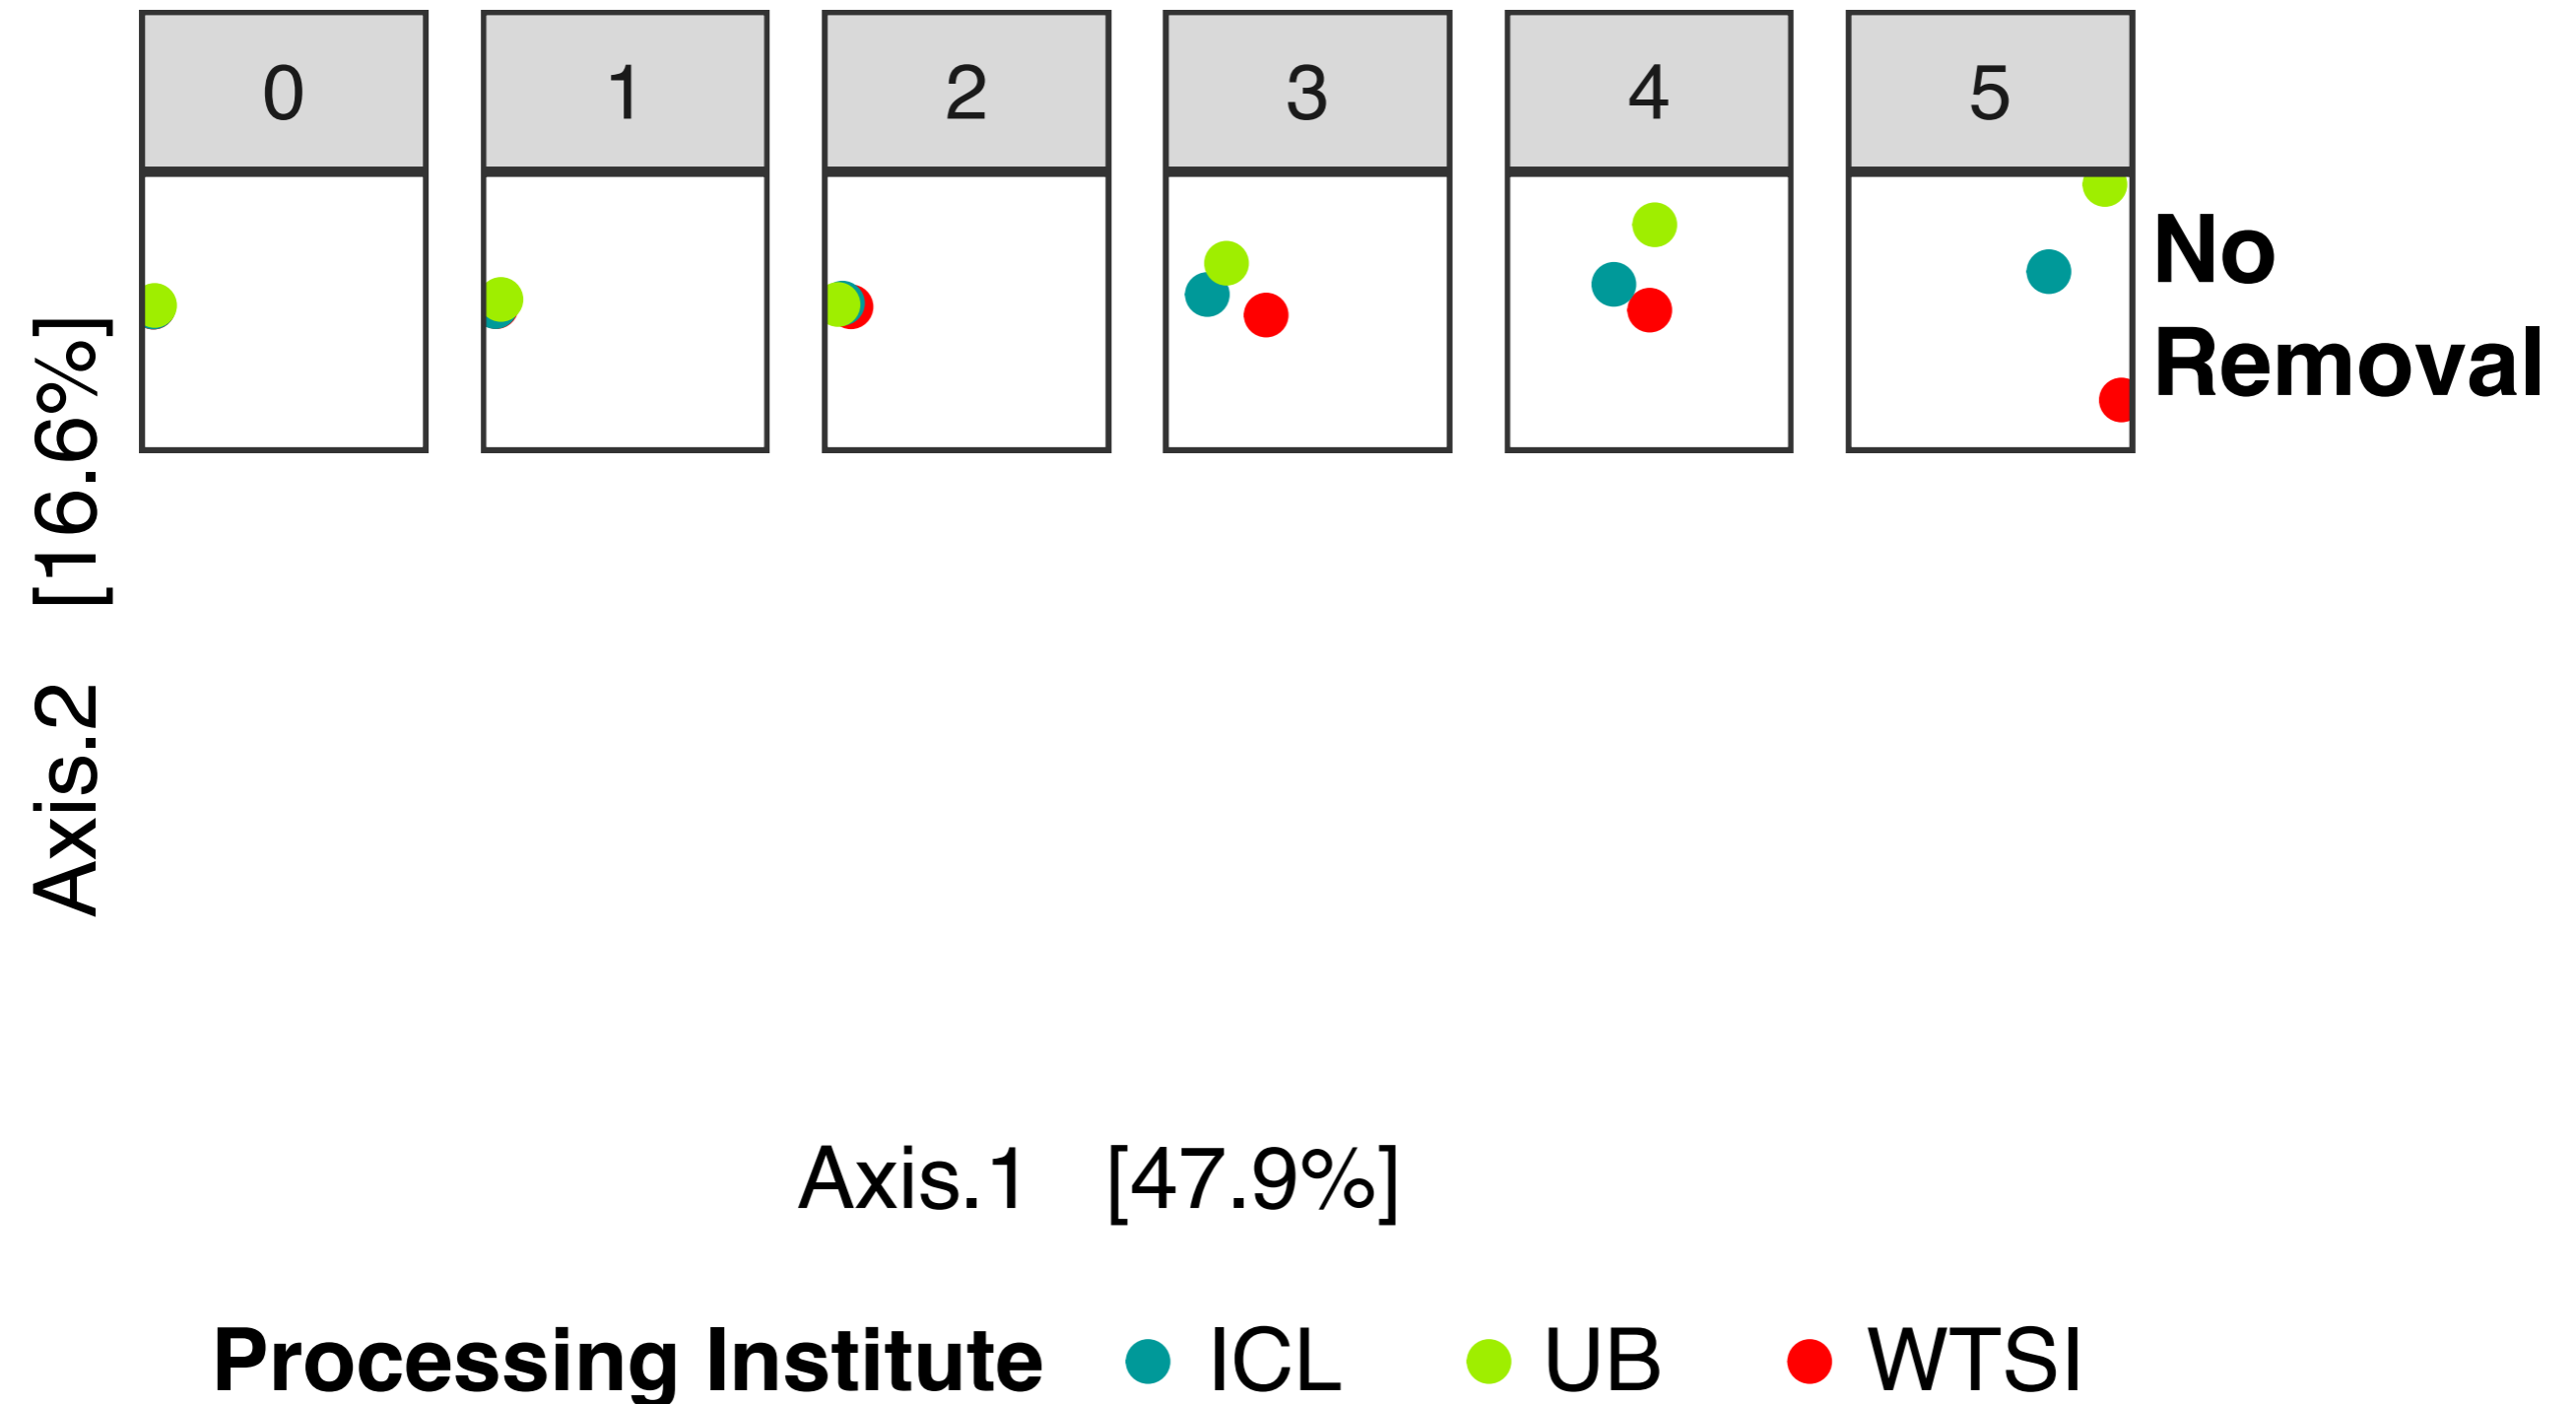 0 1 2 3 4 5
No
Removal
Axis.2 [16.6%]
Axis.1 [47.9%]
Processing Institute ICL UB WTSI